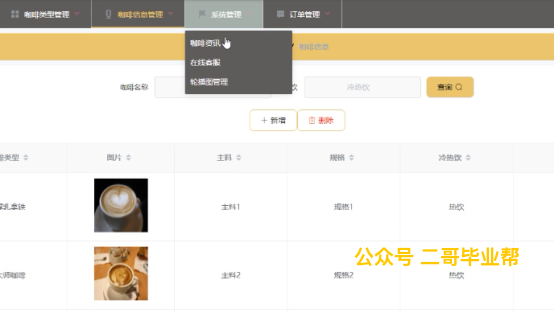 咖啡类型管理 咖啡信息管理 系统管理 订单管理
咖啡资讯
咖啡信息
在线客服
轮播图管理
咖啡名称 饮 冷热饮 查询
新增 删除
类型 图片 主料 规格 冷热饮
乳拿铁 主料1 规格1 热饮
大师咖啡 主料2 规格2 热饮
公众号 二哥毕业帮